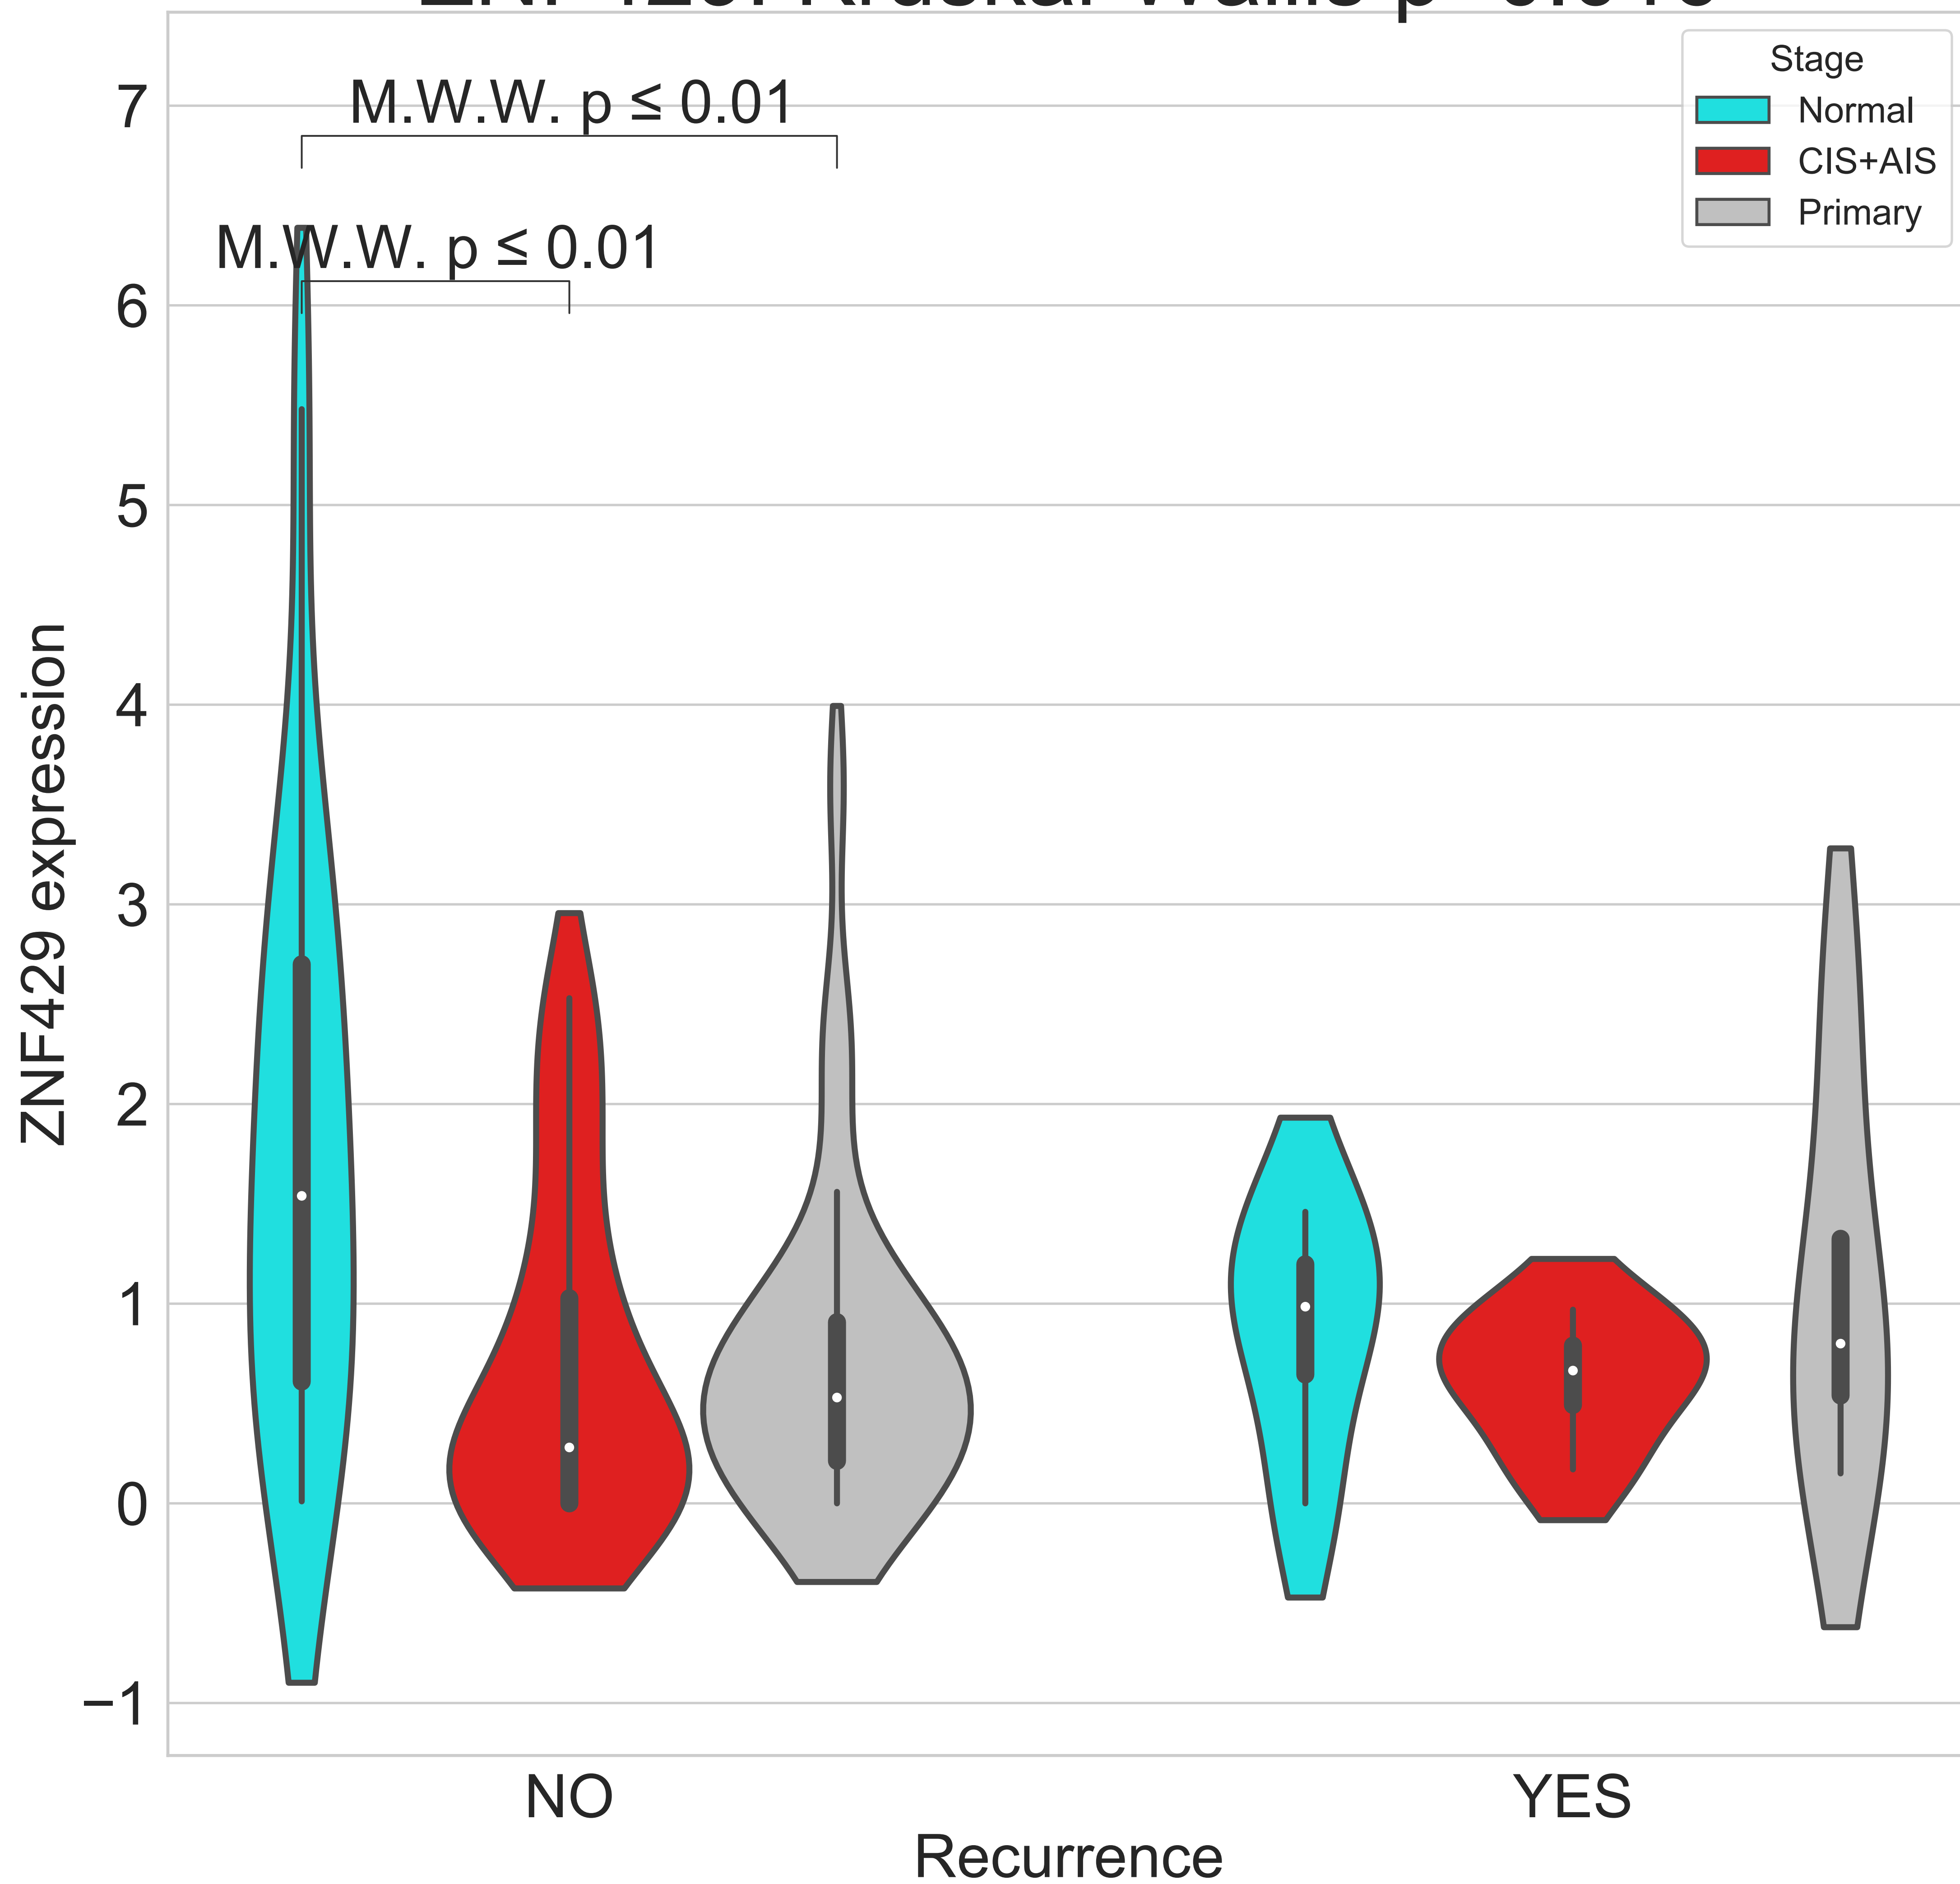 7
6
5
4
3
2
1
0
−1
ZNF429 expression
M.W.W. p ≤ 0.01
M.W.W. p ≤ 0.01
Stage
Normal
CIS+AIS
Primary
NO
YES
Recurrence